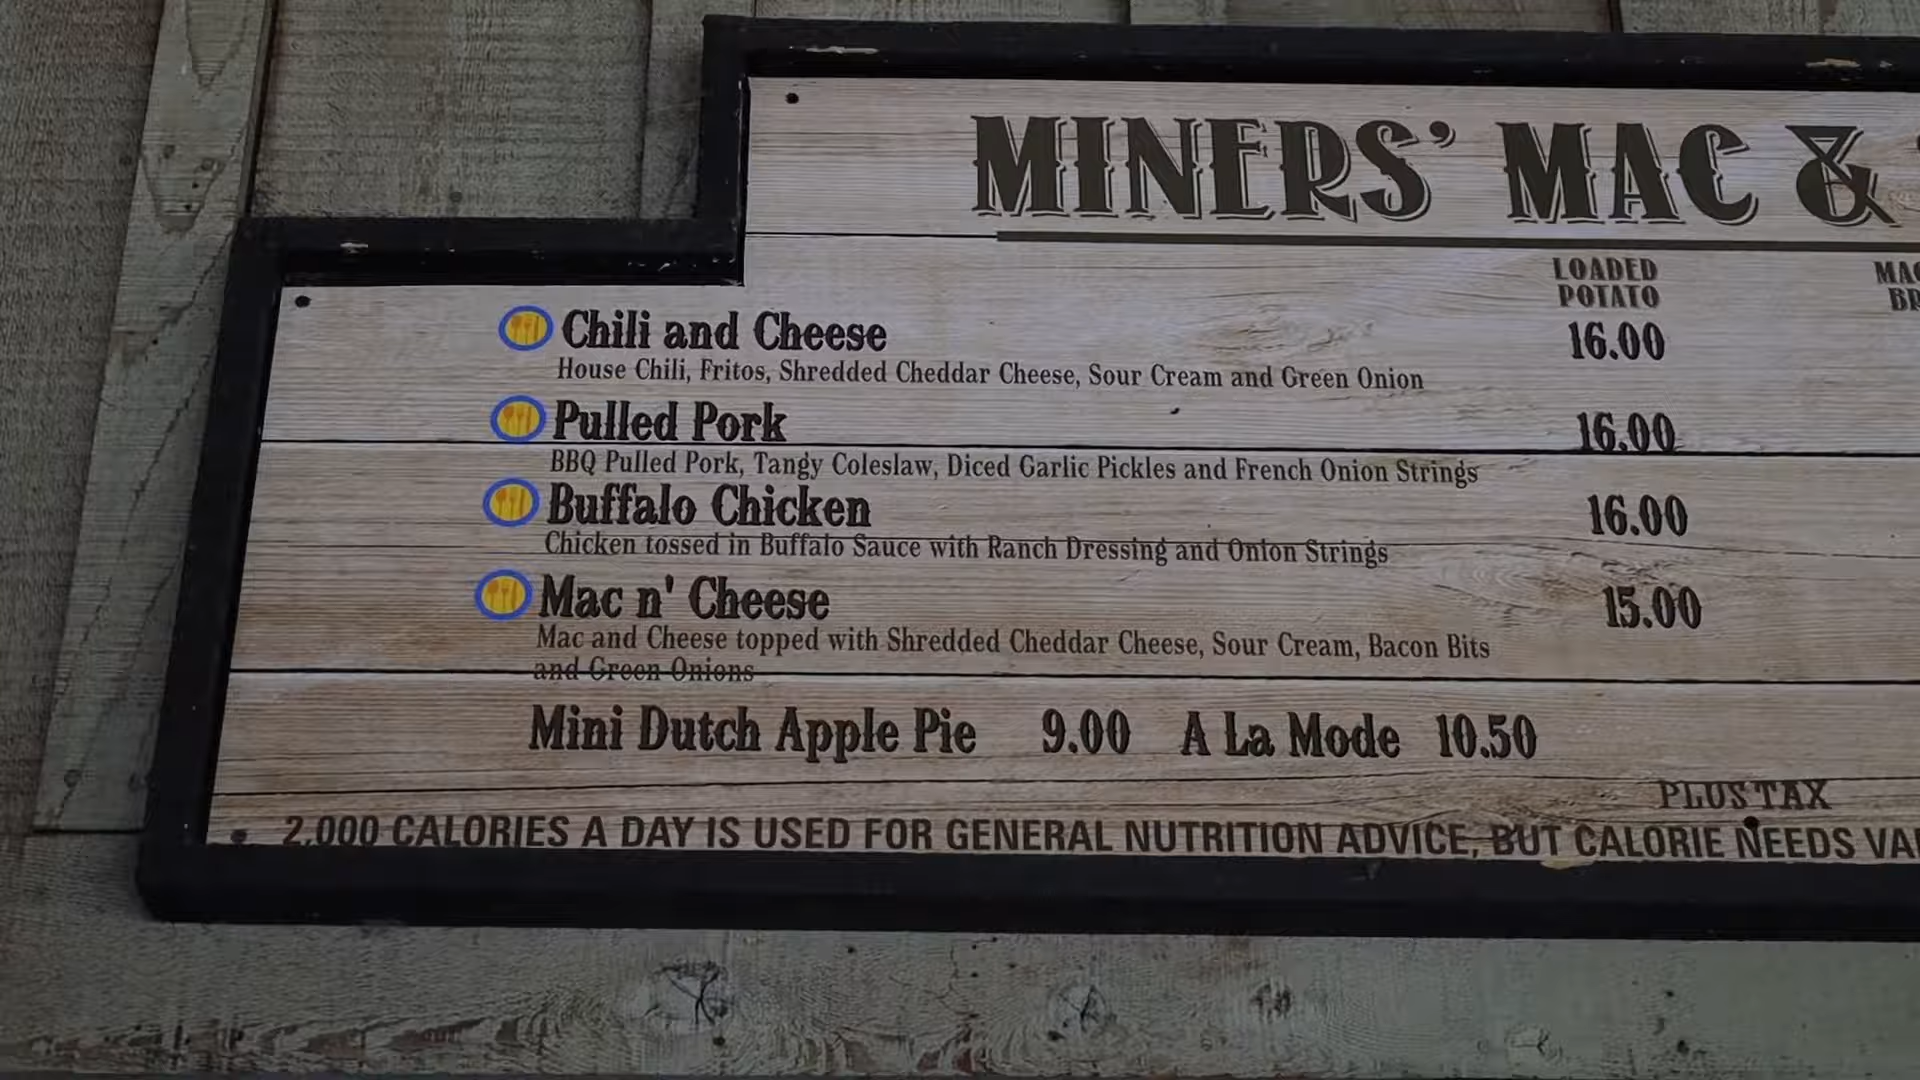 MINERS' MAC &
LOADED
POTATO
Chili and Cheese 16.00
House Chili, Fritos, Shredded Cheddar Cheese, Sour Cream and Green Onion
Pulled Pork 16.00
BBQ Pulled Pork, Tangy Coleslaw, Diced Garlic Pickles and French Onion Strings
Buffalo Chicken 16.00
Chicken tossed in Buffalo Sauce with Ranch Dressing and Onion Strings
Mac n' Cheese 15.00
Mac and Cheese topped with Shredded Cheddar Cheese, Sour Cream, Bacon Bits
and Green Onions
Mini Dutch Apple Pie 9.00 A La Mode 10.50
PLUS TAX
2,000 CALORIES A DAY IS USED FOR GENERAL NUTRITION ADVICE, BUT CALORIE NEEDS